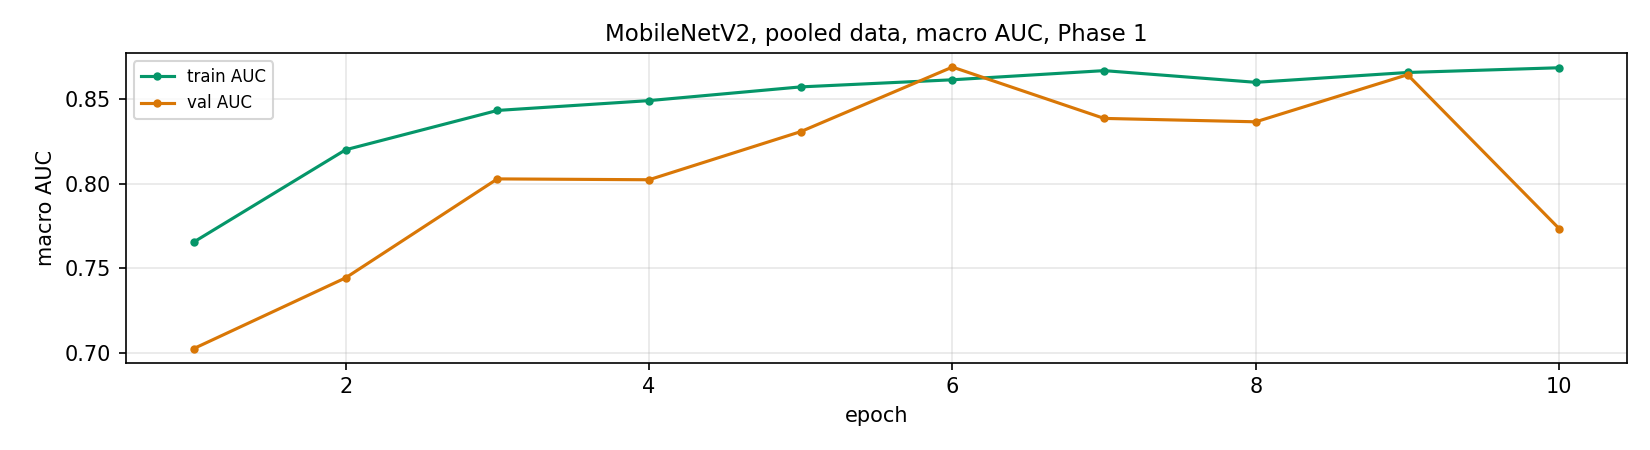 MobileNetV2, pooled data, macro AUC, Phase 1
train AUC
val AUC
macro AUC
0.85
0.80
0.75
0.70
2 4 6 8 10
epoch